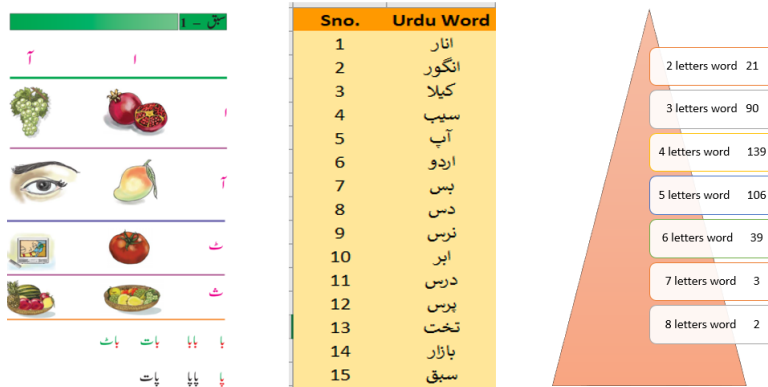 سبق – 1
ا آ
ا
آ
ٹ
ث
با بابا بات باٹ
پا پاپا پات
Sno. Urdu Word
1 انار
2 انگور
3 کیلا
4 سیب
5 آپ
6 اردو
7 بس
8 دس
9 نرس
10 ابر
11 درس
12 پرس
13 تخت
14 بازار
15 سبق
2 letters word 21
3 letters word 90
4 letters word 139
5 letters word 106
6 letters word 39
7 letters word 3
8 letters word 2